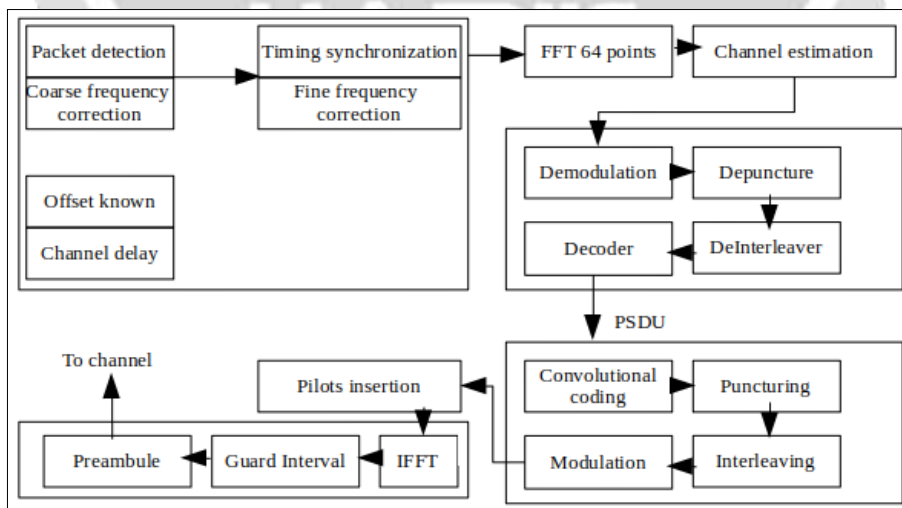 Packet detection
Coarse frequency
correction
Timing synchronization
Fine frequency
correction
FFT 64 points
Channel estimation
Offset known
Channel delay
Demodulation
Depuncture
Decoder
DeInterleaver
PSDU
To channel
Pilots insertion
Convolutional
coding
Puncturing
Preambule
Guard Interval
IFFT
Modulation
Interleaving